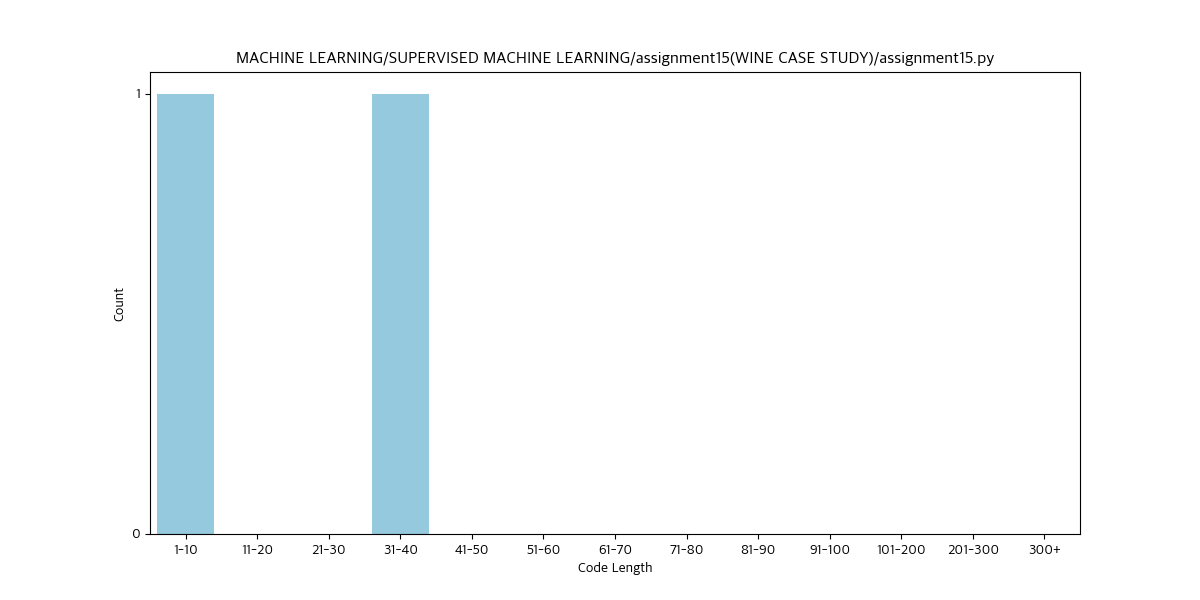 MACHINE LEARNING/SUPERVISED MACHINE LEARNING/assignment15(WINE CASE STUDY)/assignment15.py
1
Count
0
1-10 11-20 21-30 31-40 41-50 51-60 61-70 71-80 81-90 91-100 101-200 201-300 300+
Code Length